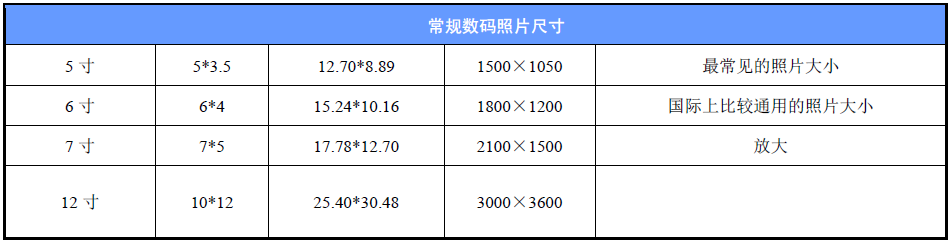 常规数码照片尺寸
5 寸 5*3.5 12.70*8.89 1500×1050 最常见的照片大小
6 寸 6*4 15.24*10.16 1800×1200 国际上比较通用的照片大小
7 寸 7*5 17.78*12.70 2100×1500 放大
12 寸 10*12 25.40*30.48 3000×3600